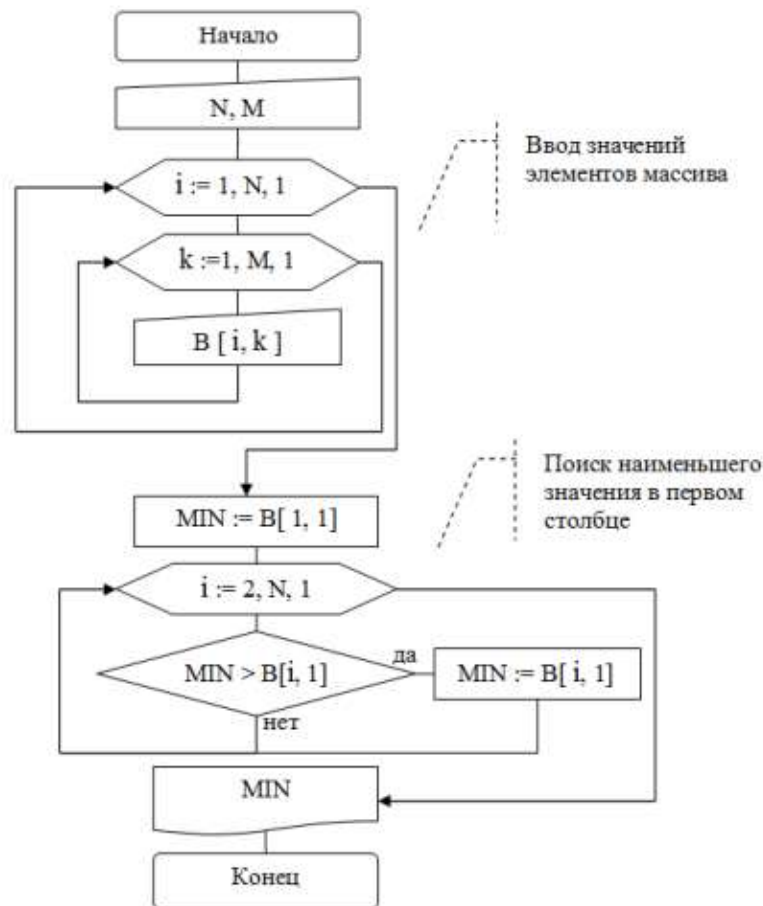 Начало
N, M
Ввод значений
элементов массива
i := 1, N, 1
k :=1, M, 1
B [ i, k ]
Поиск наименьшего
значения в первом
столбце
MIN := B[ 1, 1]
i := 2, N, 1
MIN > B[i, 1]
да
MIN := B[ i, 1]
нет
MIN
Конец